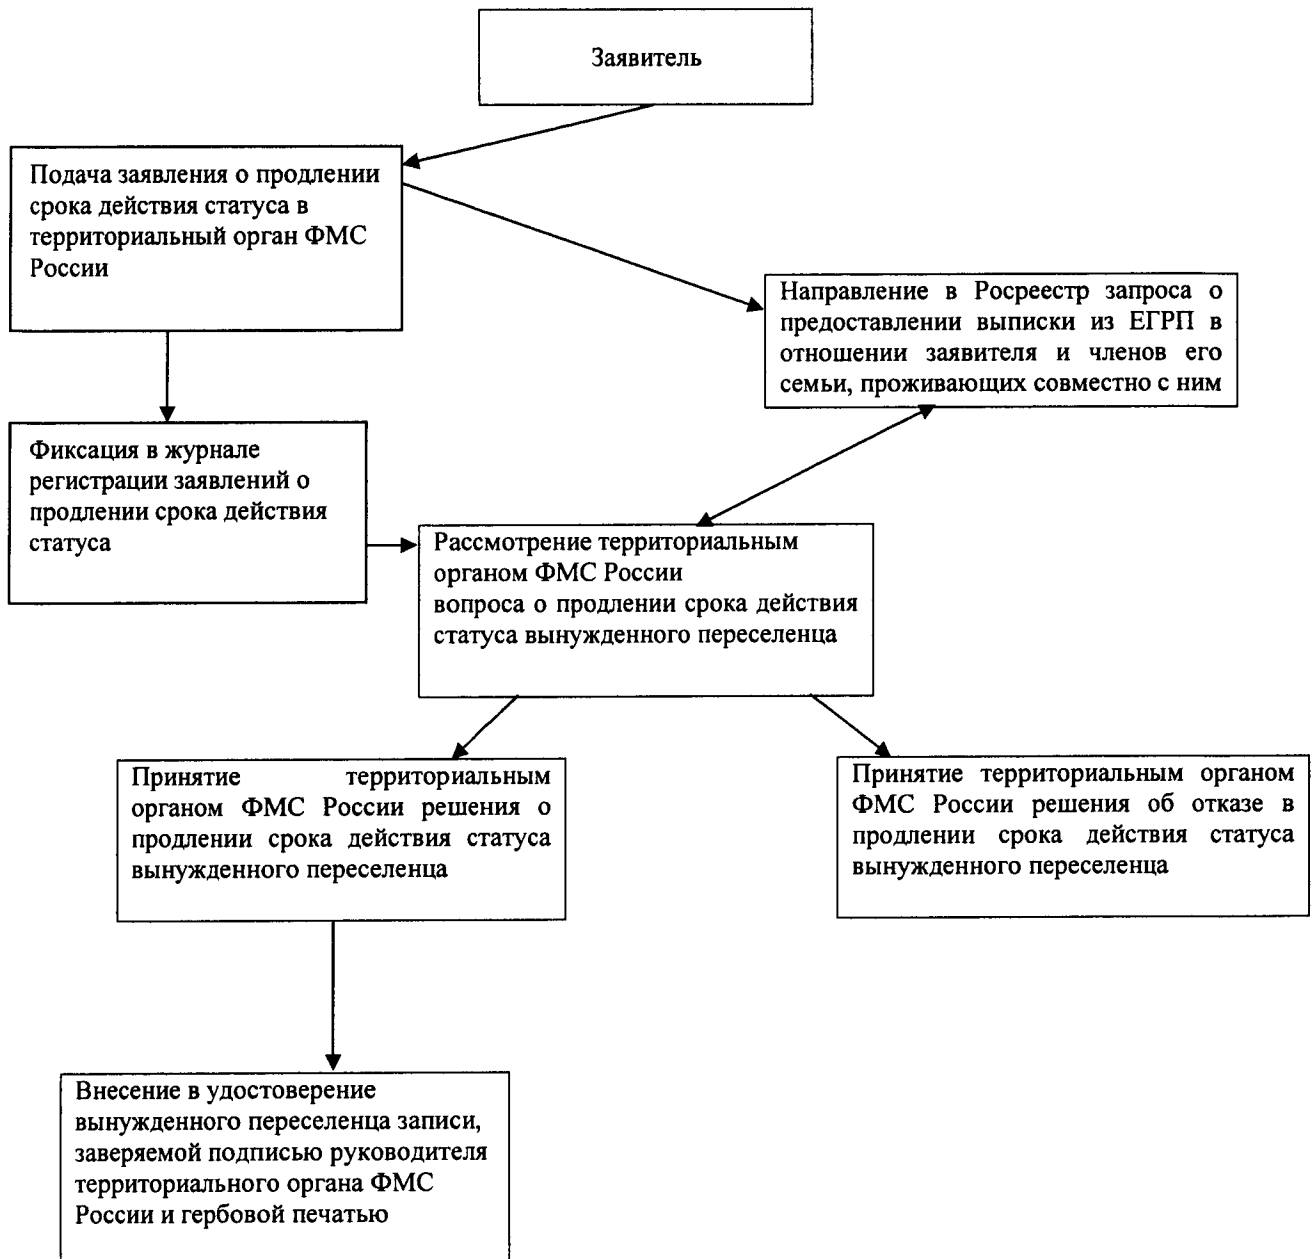 Заявитель
Подача заявления о продлении
срока действия статуса в
территориальный орган ФМС
России
Направление в Росреестр запроса о
предоставлении выписки из ЕГРП в
отношении заявителя и членов его
семьи, проживающих совместно с ним
Фиксация в журнале
регистрации заявлений о
продлении срока действия
статуса
Рассмотрение территориальным
органом ФМС России
вопроса о продлении срока действия
статуса вынужденного переселенца
Принятие территориальным
органом ФМС России решения о
продлении срока действия статуса
вынужденного переселенца
Принятие территориальным органом
ФМС России решения об отказе в
продлении срока действия статуса
вынужденного переселенца
Внесение в удостоверение
вынужденного переселенца записи,
заверяемой подписью руководителя
территориального органа ФМС
России и гербовой печатью